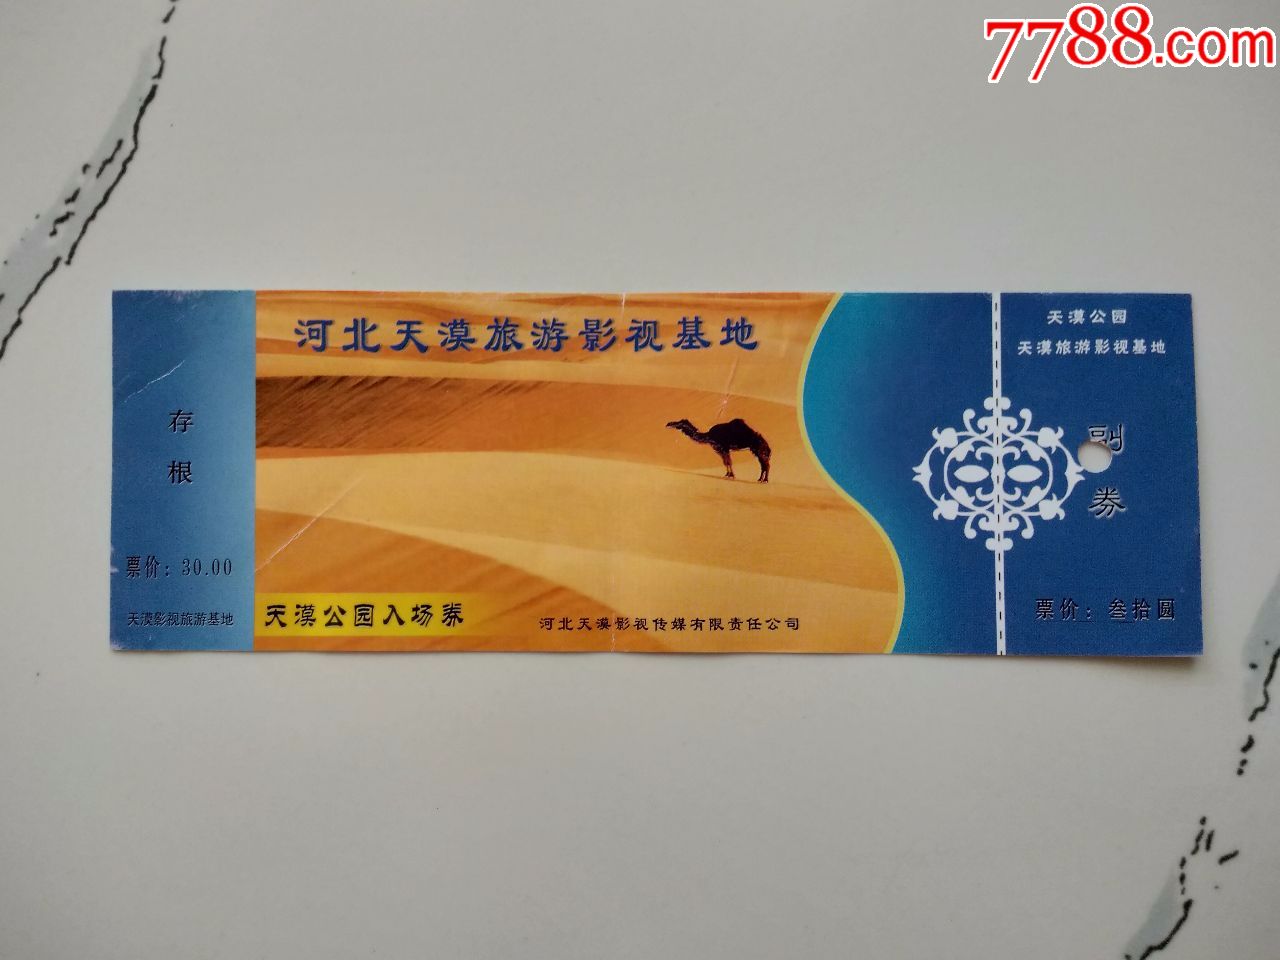 7788.com
河北天漠旅游影视基地
天漠公园
天漠旅游影视基地
存
根
副
券
票价：30.00
天漠影视旅游基地
天漠公园入场券
河北天漠影视传媒有限责任公司
票价：叁拾圆